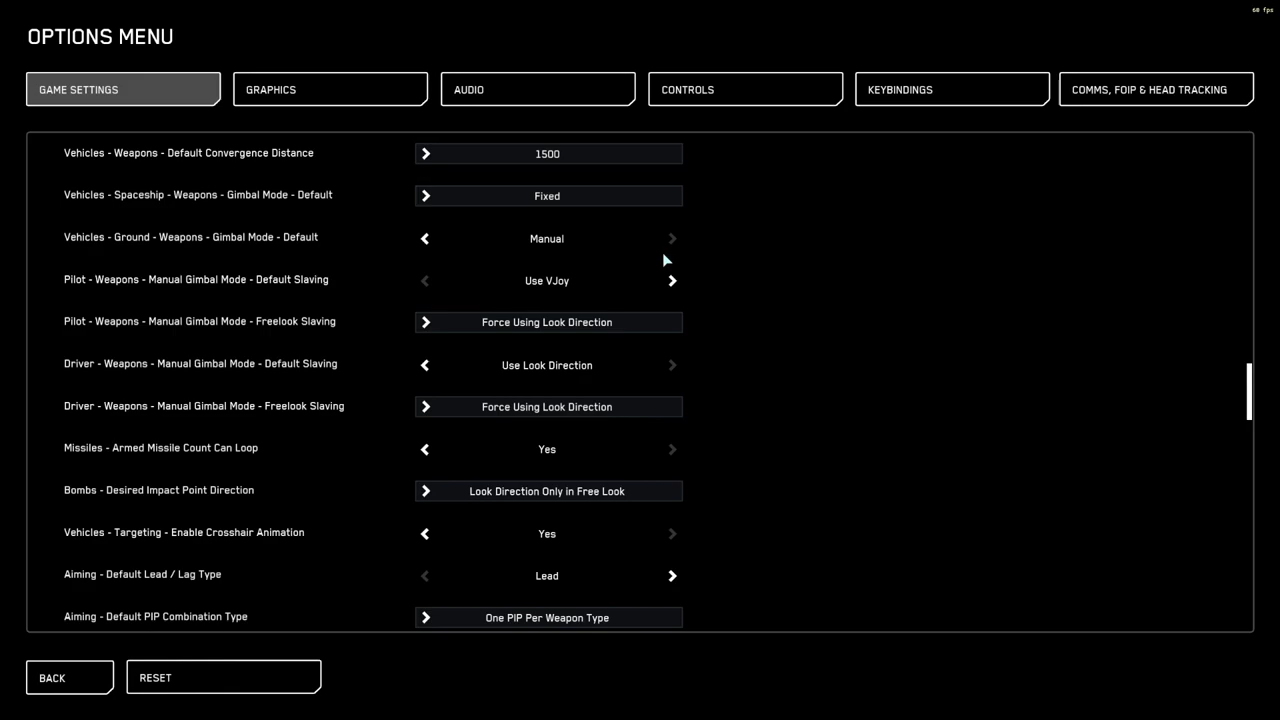 60 fps
OPTIONS MENU
GAME SETTINGS
GRAPHICS
AUDIO
CONTROLS
KEYBINDINGS
COMMS, FOIP & HEAD TRACKING
Vehicles - Weapons - Default Convergence Distance
1500
Vehicles - Spaceship - Weapons - Gimbal Mode - Default
Fixed
Vehicles - Ground - Weapons - Gimbal Mode - Default
Manual
Pilot - Weapons - Manual Gimbal Mode - Default Slaving
Use VJoy
Pilot - Weapons - Manual Gimbal Mode - Freelook Slaving
Force Using Look Direction
Driver - Weapons - Manual Gimbal Mode - Default Slaving
Use Look Direction
Driver - Weapons - Manual Gimbal Mode - Freelook Slaving
Force Using Look Direction
Missiles - Armed Missile Count Can Loop
Yes
Bombs - Desired Impact Point Direction
Look Direction Only in Free Look
Vehicles - Targeting - Enable Crosshair Animation
Yes
Aiming - Default Lead / Lag Type
Lead
Aiming - Default PIP Combination Type
One PIP Per Weapon Type
BACK
RESET